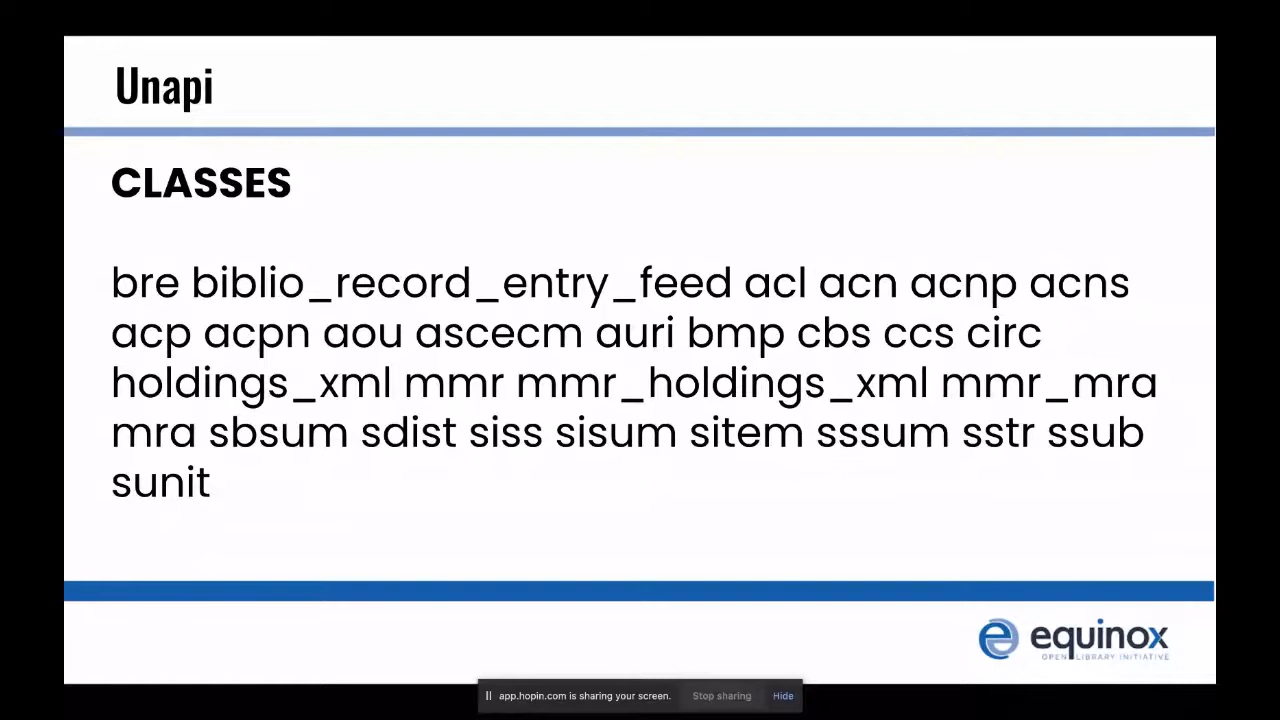 Unapi
CLASSES
bre biblio_record_entry_feed acl acn acnp acns
acp acpn aou ascecm auri bmp cbs ccs circ
holdings_xml mmr mmr_holdings_xml mmr_mra
mra sbsum sdist siss sisum sitem sssum sstr ssub
sunit
equinox
OPEN LIBRARY INITIATIVE
app.hopin.com is sharing your screen. Stop sharing Hide